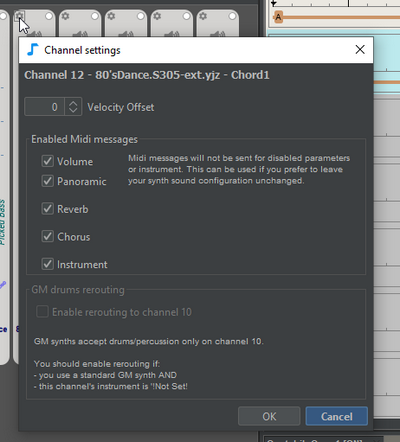 A
Channel settings
Channel 12 - 80'sDance.S305-ext.yjz - Chord1
0 Velocity Offset
Enabled Midi messages
Volume
Panoramic
Reverb
Chorus
Instrument
Midi messages will not be sent for disabled parameters
or instrument. This can be used if you prefer to leave
your synth sound configuration unchanged.
Picked Bass
GM drums rerouting
Enable rerouting to channel 10
GM synths accept drums/percussion only on channel 10.
You should enable rerouting if:
- you use a standard GM synth AND
- this channel's instrument is '!Not Set!
OK
Cancel